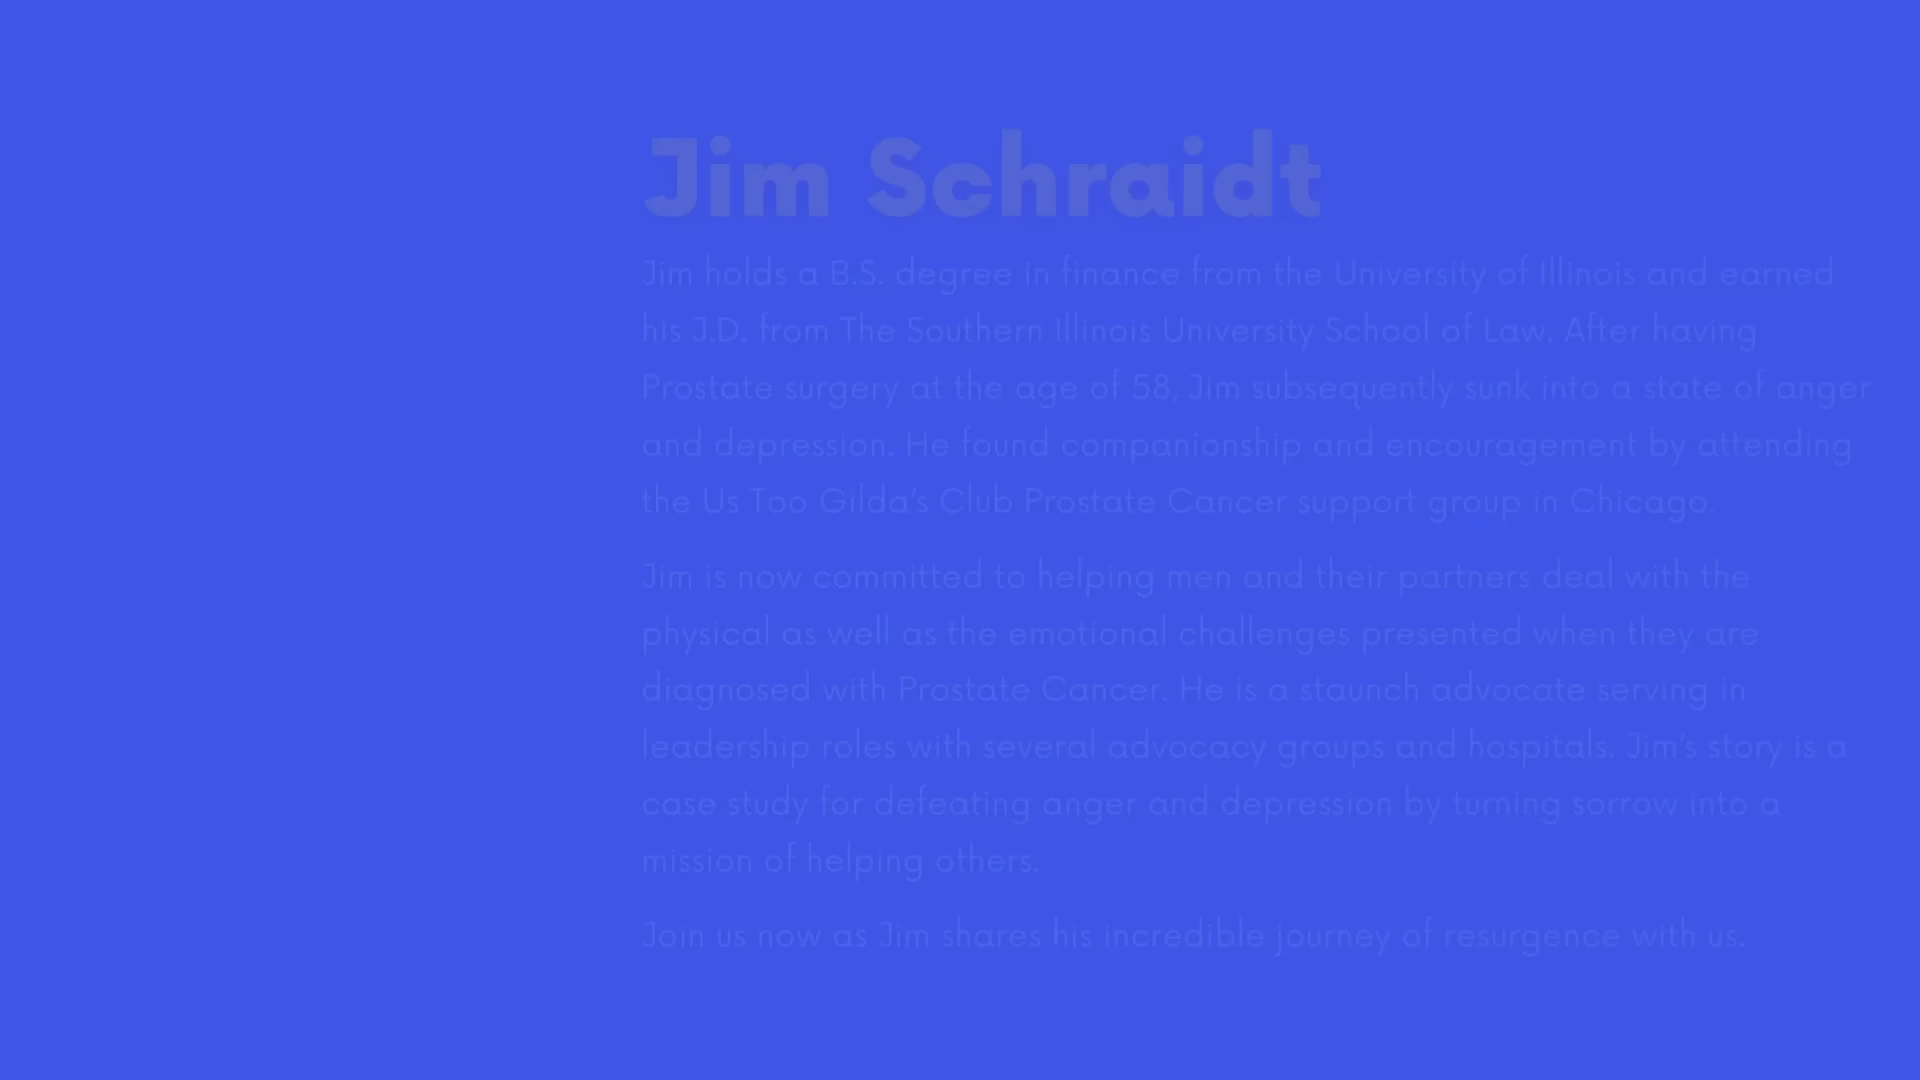 Jim Schraidt
Jim holds a B.S. degree in finance from the University of Illinois and earned
his J.D. from The Southern Illinois University School of Law. After having
Prostate surgery at the age of 58, Jim subsequently sunk into a state of anger
and depression. He found companionship and encouragement by attending
the Us Too Gilda's Club Prostate Cancer support group in Chicago.
Jim is now committed to helping men and their partners deal with the
physical as well as the emotional challenges presented when they are
diagnosed with Prostate Cancer. He is a staunch advocate serving in
leadership roles with several advocacy groups and hospitals. Jim's story is a
case study for defeating anger and depression by turning sorrow into a
mission of helping others.
Join us now as Jim shares his incredible journey of resurgence with us.